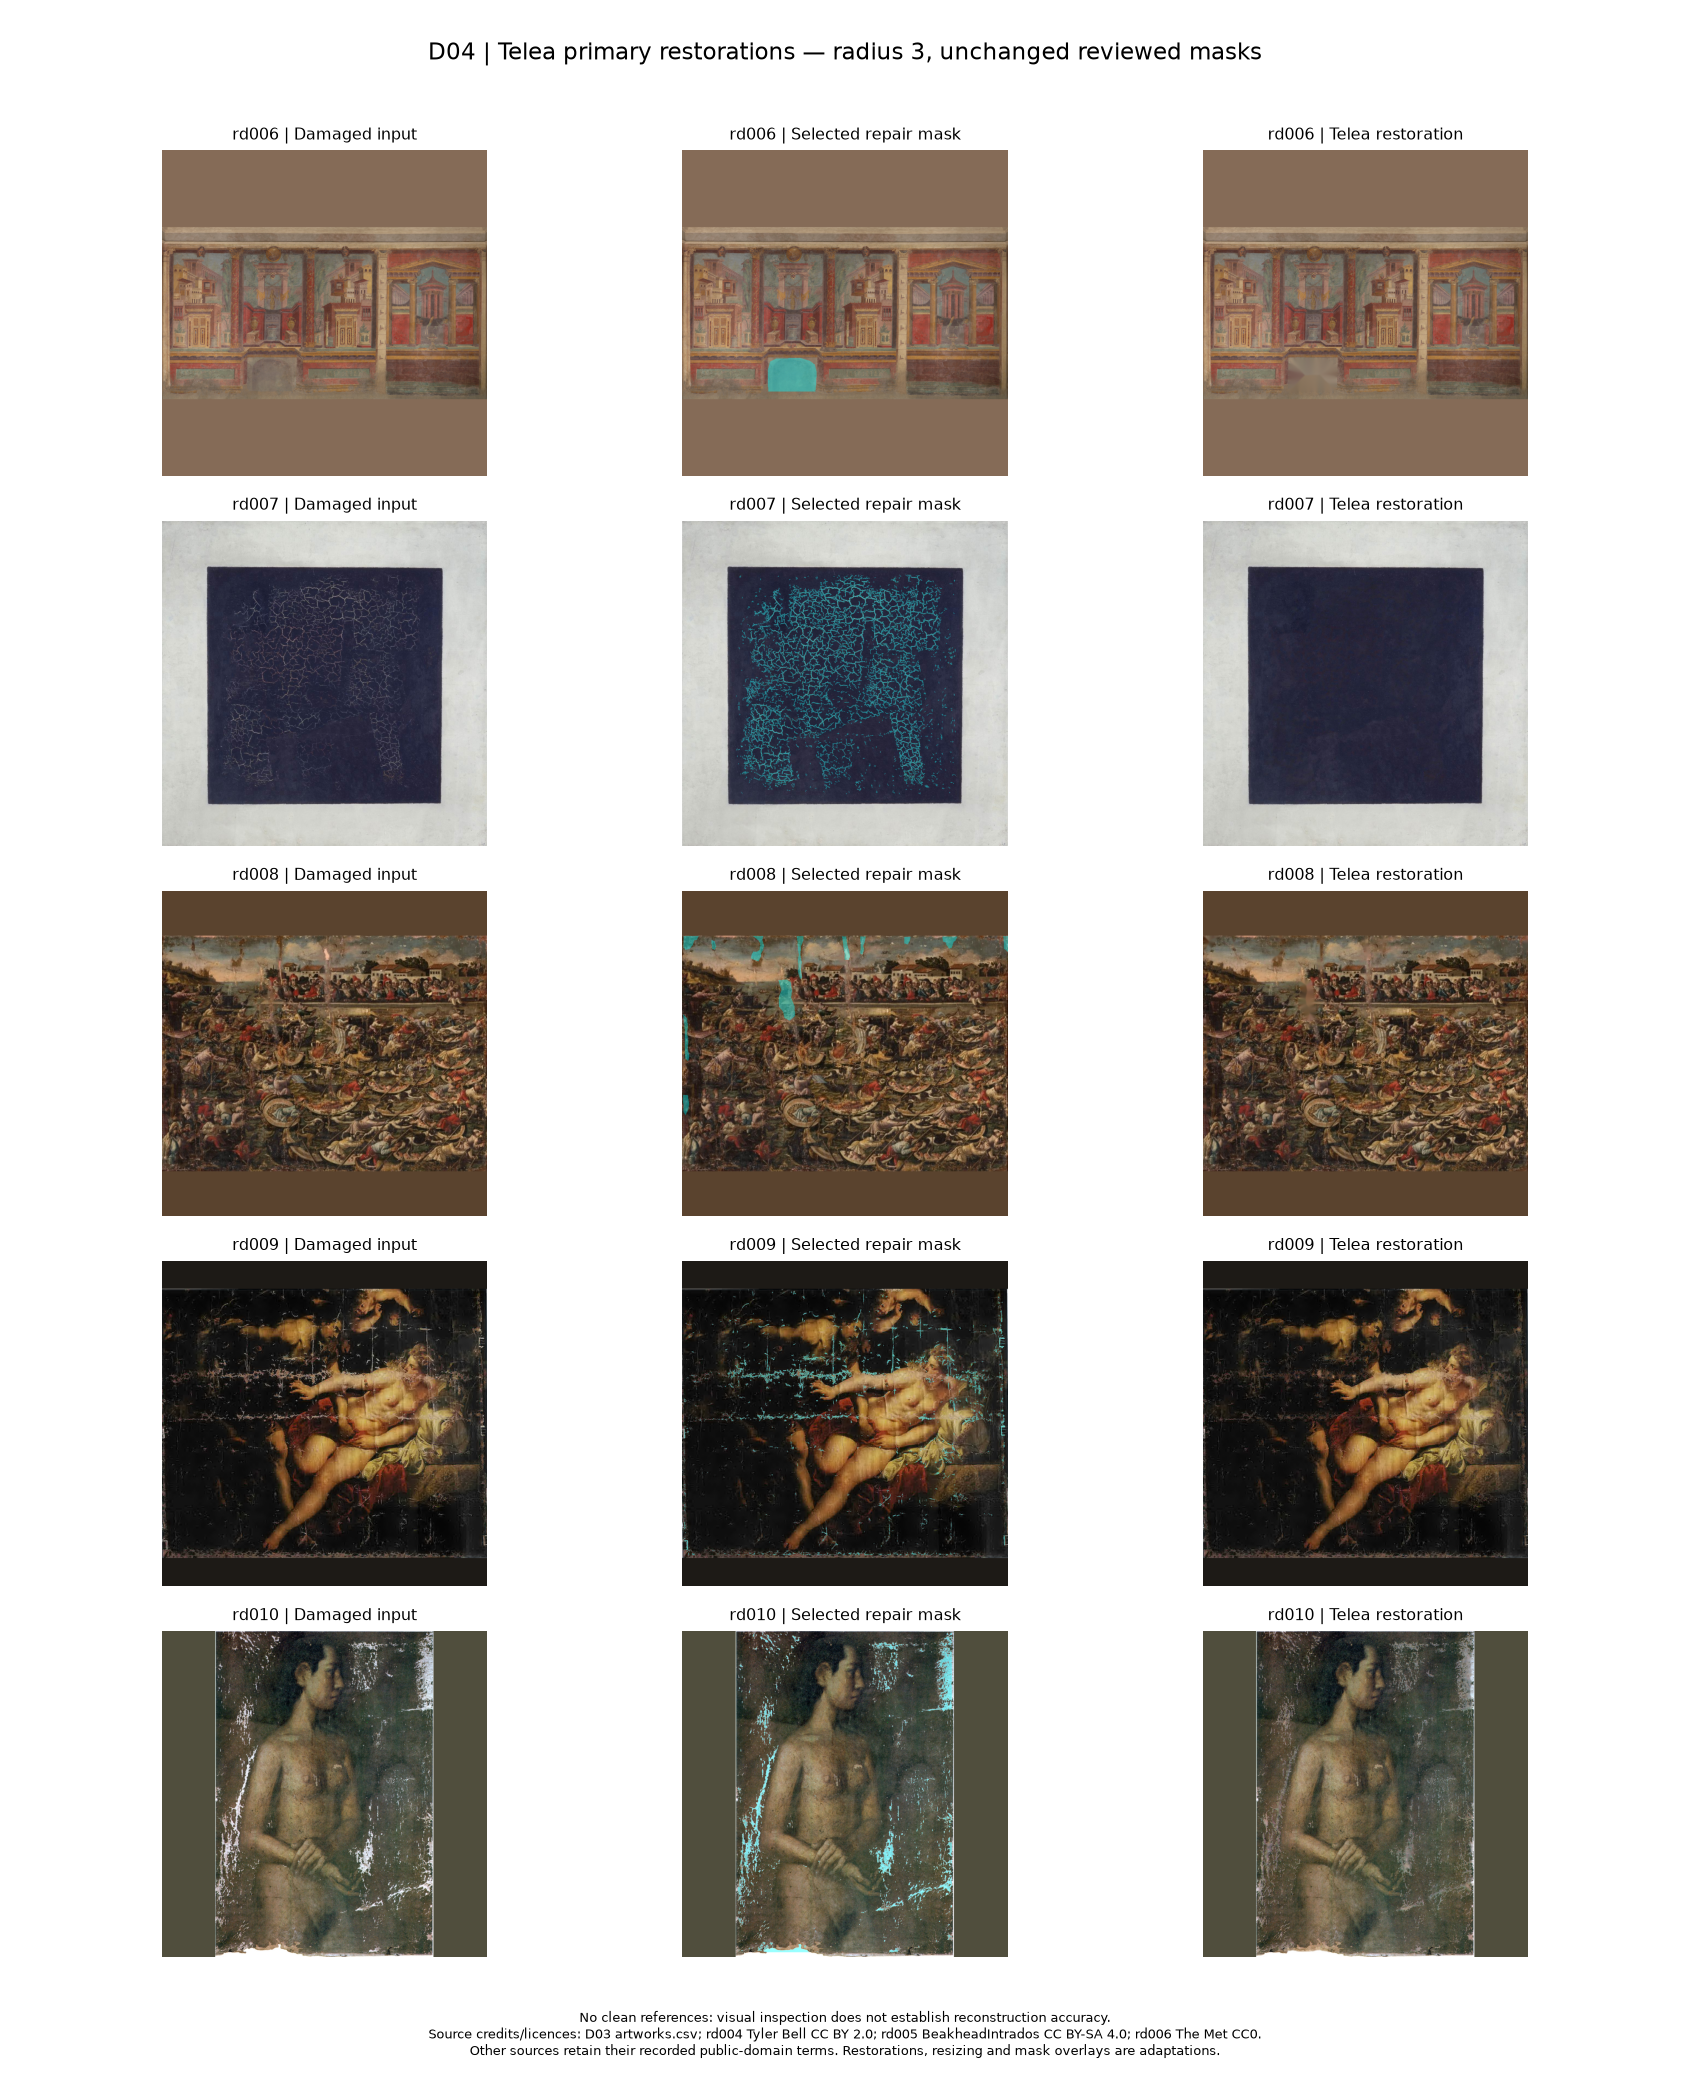 D04 | Telea primary restorations — radius 3, unchanged reviewed masks
rd006 | Damaged input
rd006 | Selected repair mask
rd006 | Telea restoration
rd007 | Damaged input
rd007 | Selected repair mask
rd007 | Telea restoration
rd008 | Damaged input
rd008 | Selected repair mask
rd008 | Telea restoration
rd009 | Damaged input
rd009 | Selected repair mask
rd009 | Telea restoration
rd010 | Damaged input
rd010 | Selected repair mask
rd010 | Telea restoration
No clean references: visual inspection does not establish reconstruction accuracy.
Source credits/licences: D03 artworks.csv; rd004 Tyler Bell CC BY 2.0; rd005 BeakheadIntrados CC BY-SA 4.0; rd006 The Met CC0.
Other sources retain their recorded public-domain terms. Restorations, resizing and mask overlays are adaptations.